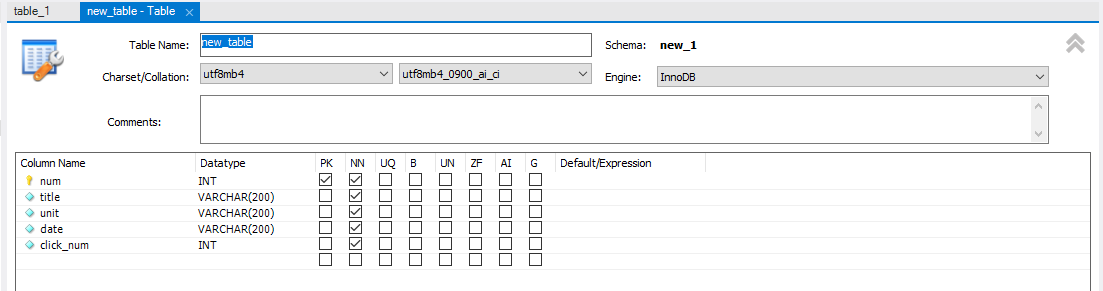 table_1 new_table - Table ×
Table Name: new_table Schema: new_1
Charset/Collation: utf8mb4 utf8mb4_0900_ai_ci Engine: InnoDB
Comments:
Column Name Datatype PK NN UQ B UN ZF AI G Default/Expression
num INT
title VARCHAR(200)
unit VARCHAR(200)
date VARCHAR(200)
click_num INT